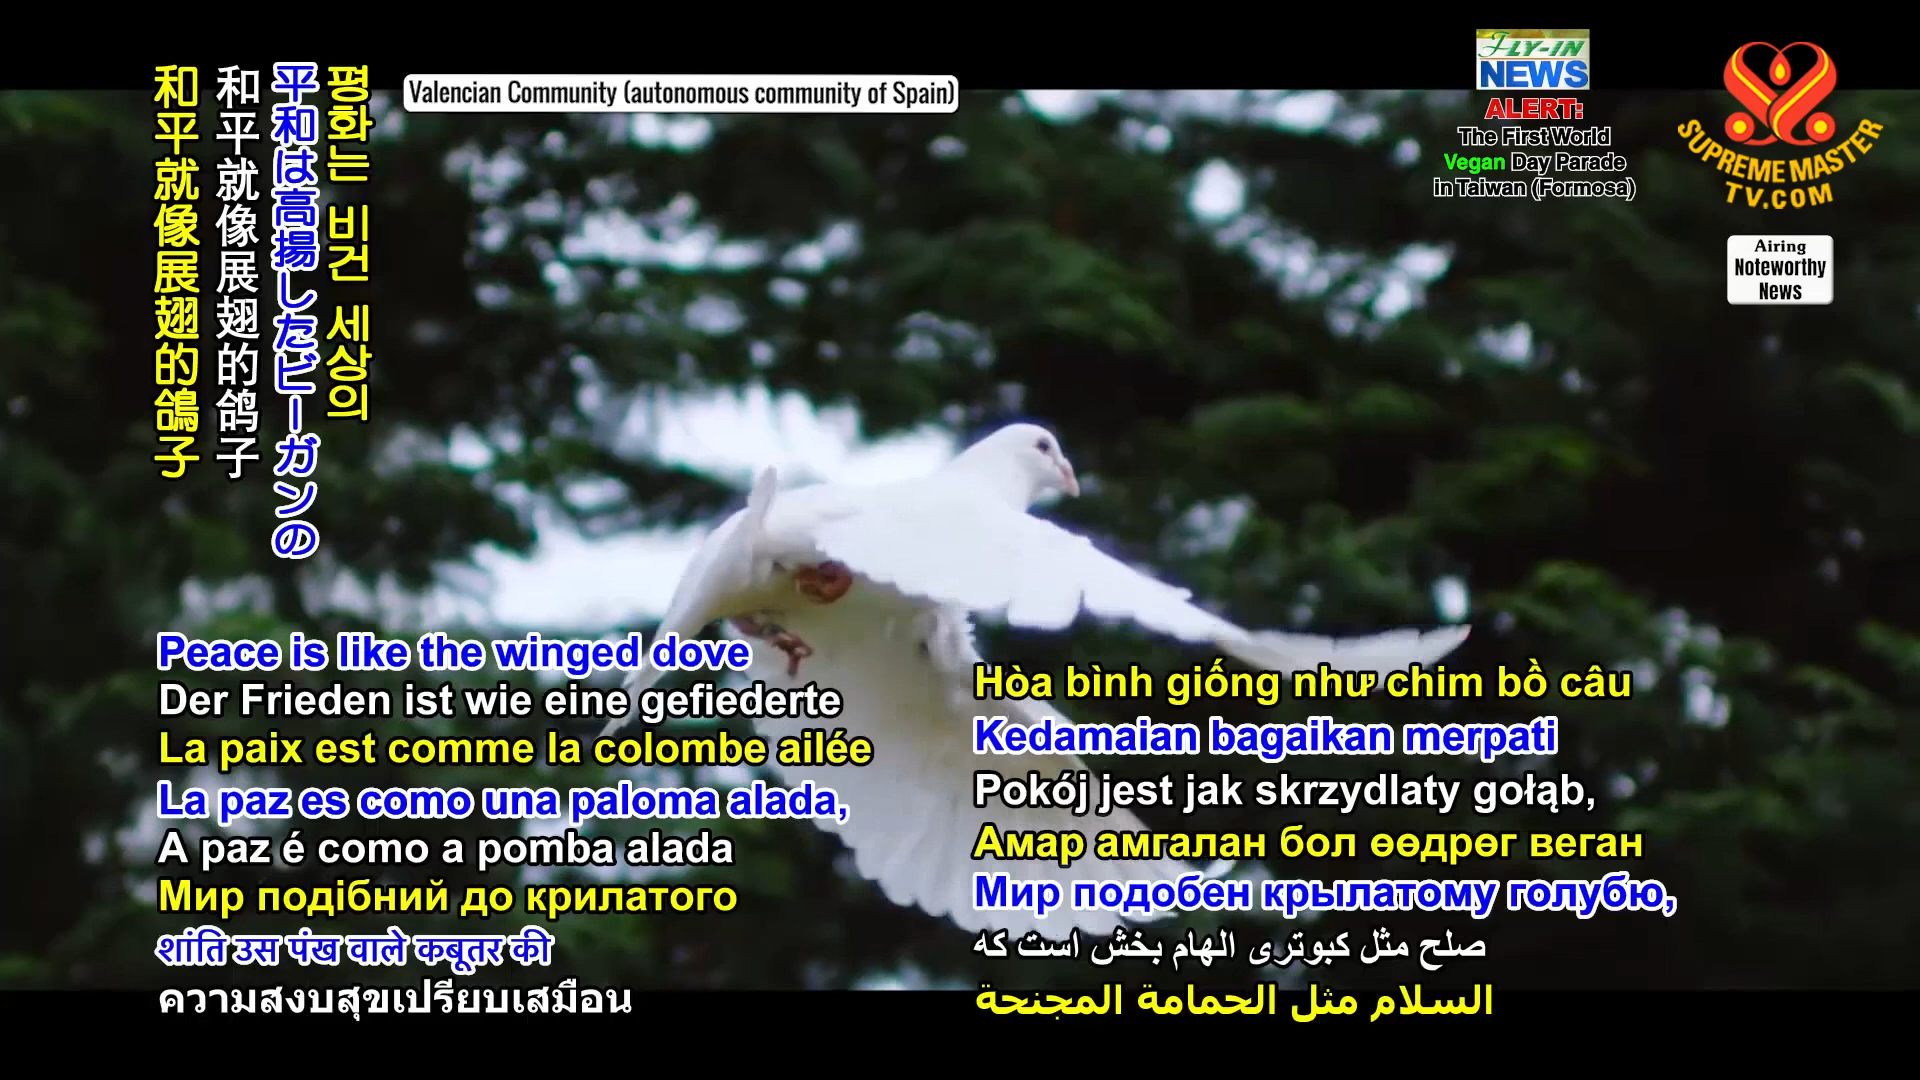 和平就像展翅的鴿子
和平就像展翅的鸽子
平和は高揚したビーガンの
평화는 비건 세상의
Valencian Community (autonomous community of Spain)
FLY-IN
NEWS
ALERT:
The First World
Vegan Day Parade
in Taiwan (Formosa)
SUPREME MASTER
TV.COM
Airing
Noteworthy
News
Peace is like the winged dove
Der Frieden ist wie eine gefiederte
La paix est comme la colombe ailée
La paz es como una paloma alada,
A paz é como a pomba alada
Мир подібний до крилатого
शांति उस पंख वाले कबूतर की
ความสงบสุขเปรียบเสมือน
Hòa bình giống như chim bồ câu
Kedamaian bagaikan merpati
Pokój jest jak skrzydlaty gołąb,
Амар амгалан бол өөдрөг веган
Мир подобен крылатому голубю,
صلح مثل کبوتری الهام بخش است که
السلام مثل الحمامة المجنحة